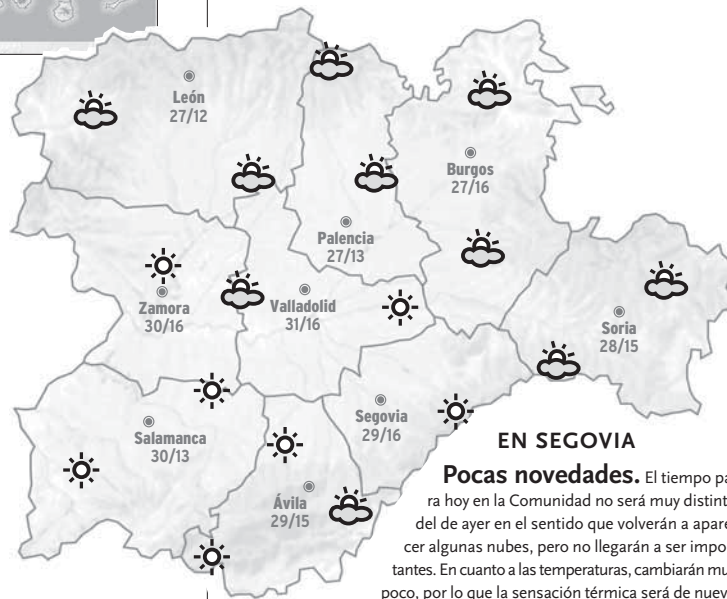 León
27/12
Burgos
27/16
Palencia
27/13
Zamora
30/16
Valladolid
31/16
Soria
28/15
Segovia
29/16
Salamanca
30/13
Ávila
29/15
EN SEGOVIA
Pocas novedades. El tiempo pa
ra hoy en la Comunidad no será muy distint
del de ayer en el sentido que volverán a apare
cer algunas nubes, pero no llegarán a ser impo
tantes. En cuanto a las temperaturas, cambiarán mu
poco, por lo que la sensación térmica será de nuev